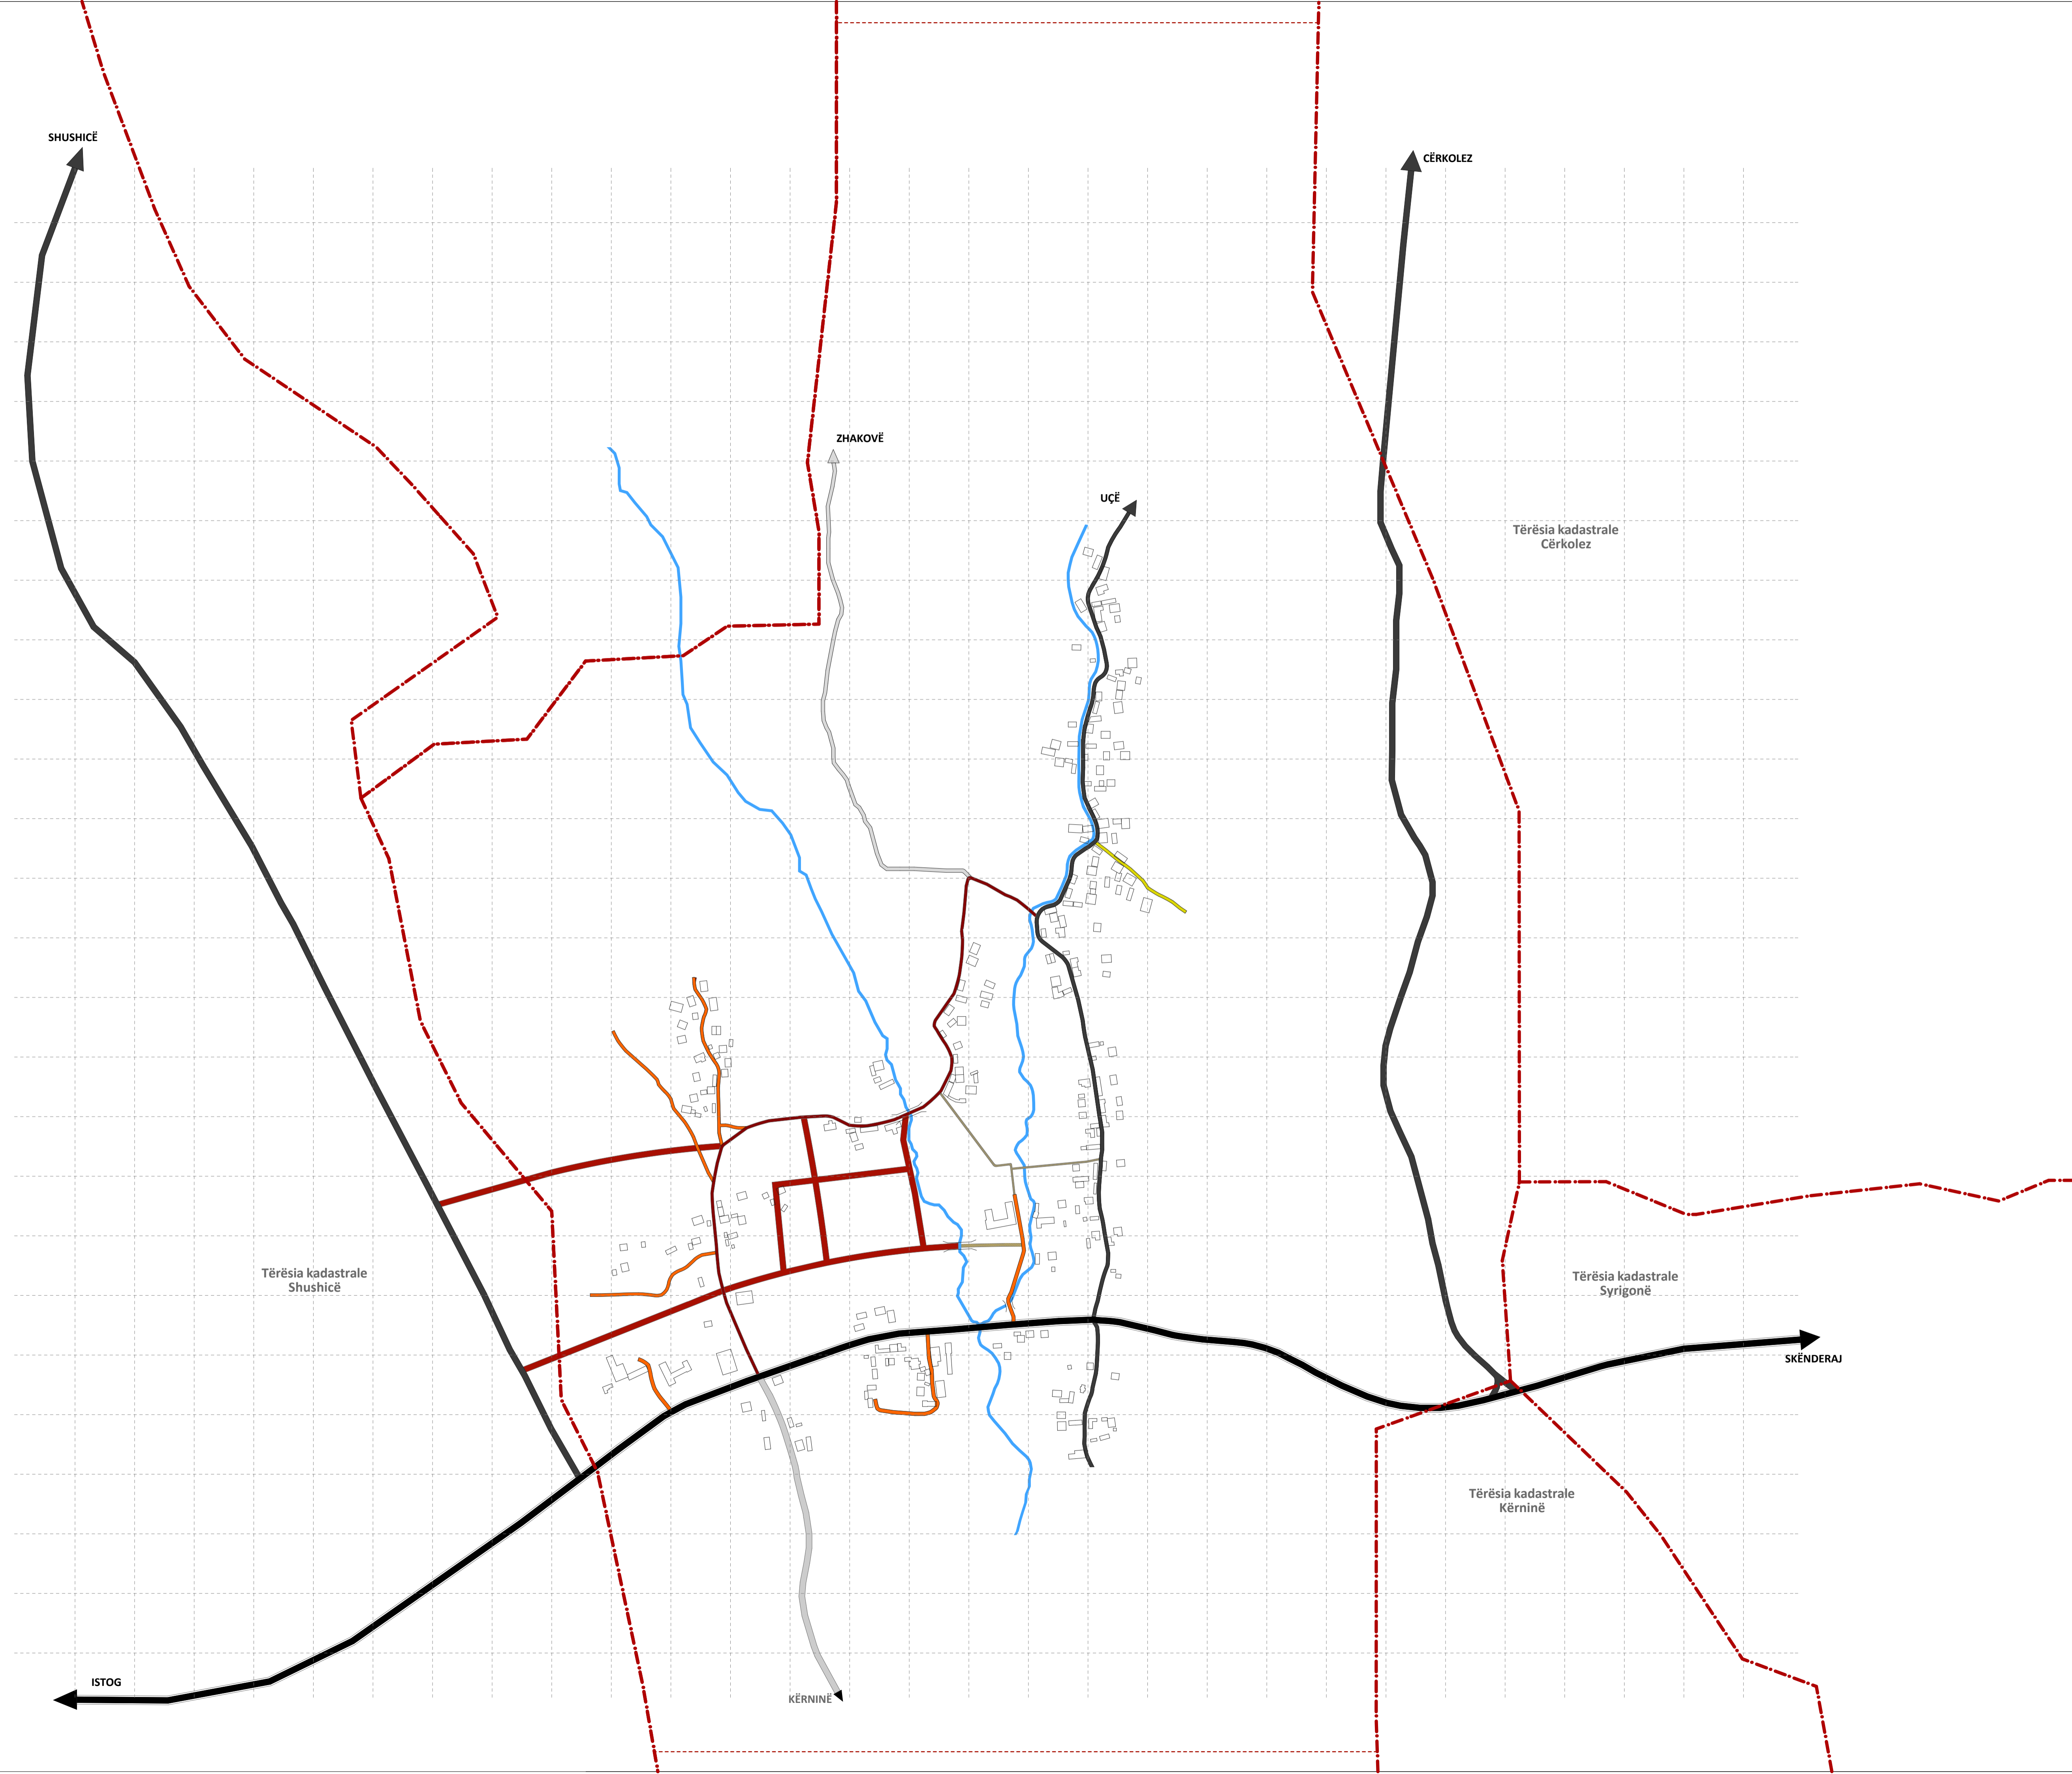 SHUSHICË
CËRKOLEZ
ZHAKOVË
UÇË
Tërësia kadastrale
Cërkolez
Tërësia kadastrale
Shushicë
Tërësia kadastrale
Syrigonë
SKËNDERAJ
Tërësia kadastrale
Kërninë
ISTOG
KËRNINË